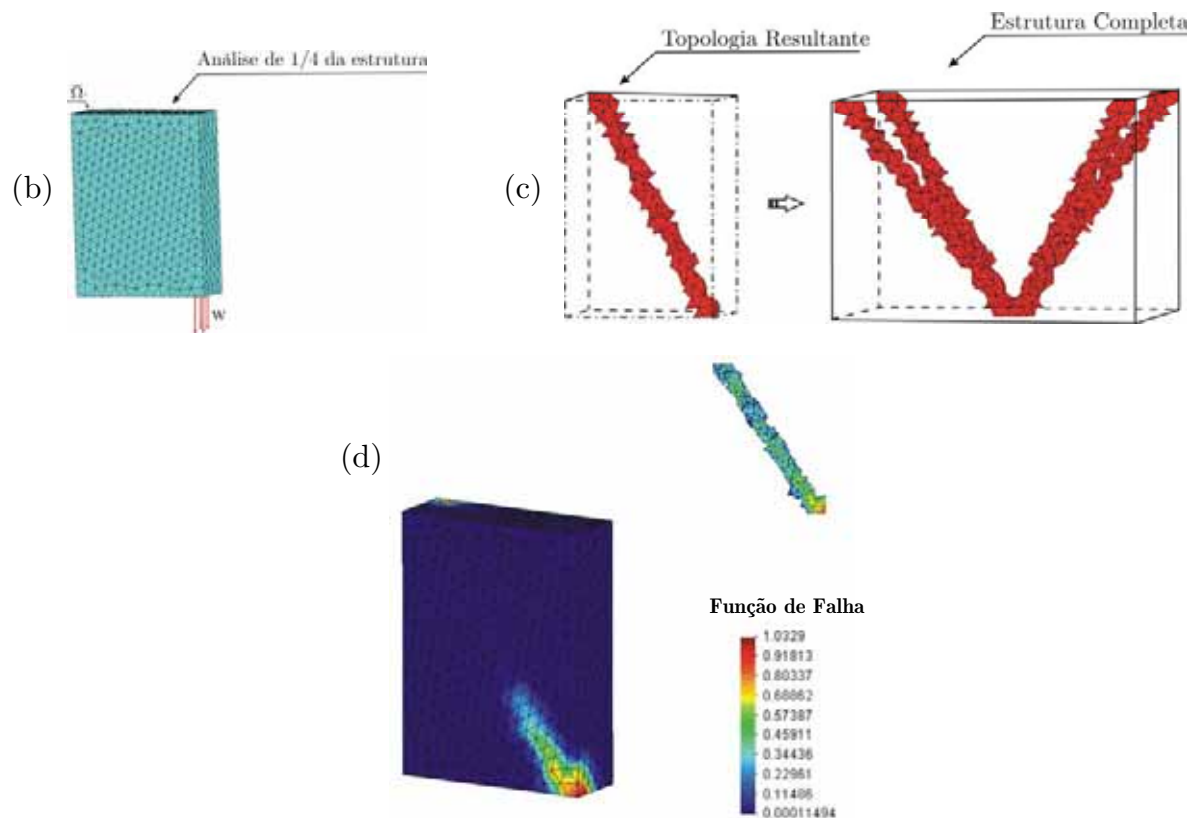 Análise de 1/4 da estrutura
Ω
(b)
w
Topologia Resultante
Estrutura Completa
(c)
(d)
Função de Falha
1.0329
0.91813
0.80337
0.68862
0.57387
0.45911
0.34436
0.22961
0.11486
0.00011494